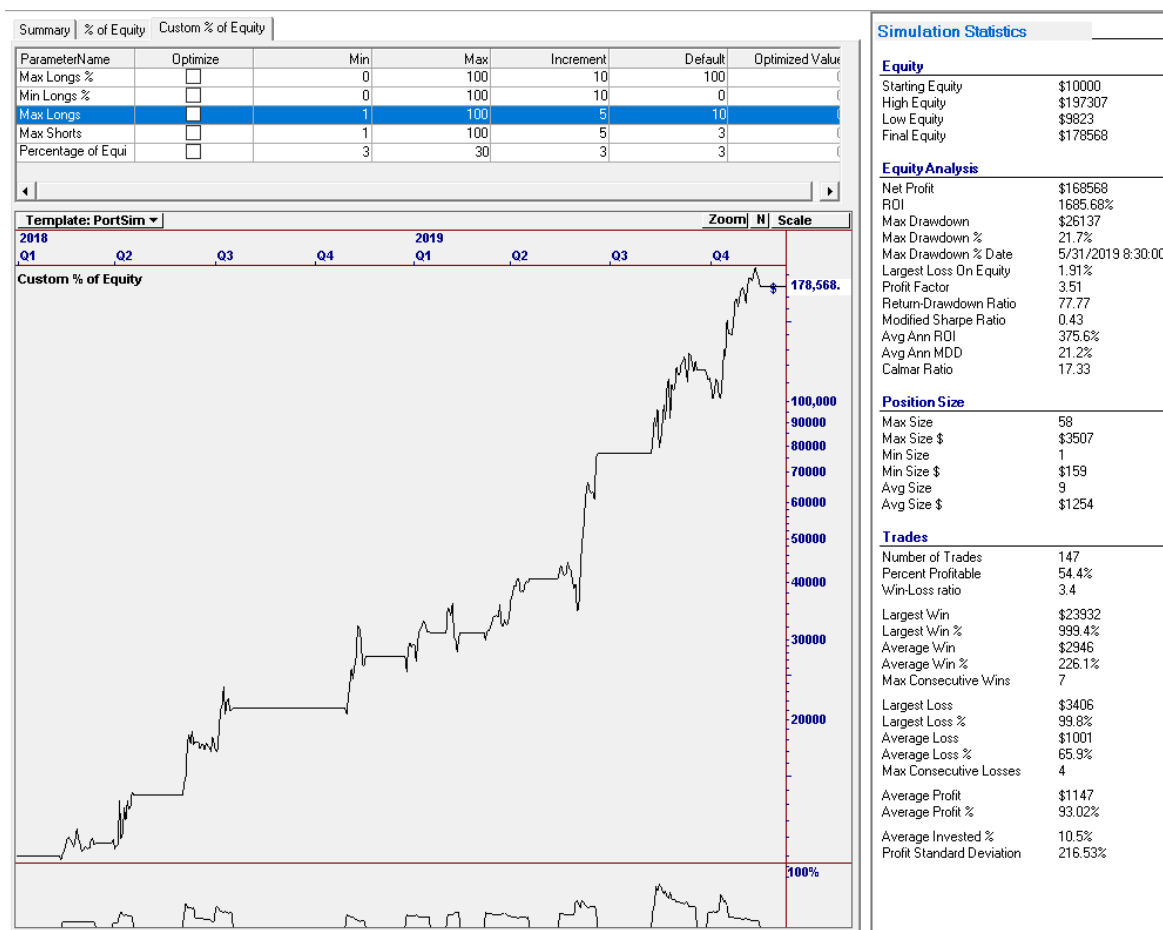 Summary % of Equity Custom % of Equity
ParameterName Optimize Min Max Increment Default Optimized Value
Max Longs % 0 100 10 100
Min Longs % 0 100 10 0
Max Longs 1 100 5 10
Max Shorts 1 100 5 3
Percentage of Equi 3 30 3 3
Template: PortSim Zoom N Scale
2018 2019
Q1 Q2 Q3 Q4 Q1 Q2 Q3 Q4
Custom % of Equity
$
178,568.
100,000
90000
80000
70000
60000
50000
40000
30000
20000
100%
Simulation Statistics
Equity
Starting Equity $10000
High Equity $197307
Low Equity $9823
Final Equity $178568
Equity Analysis
Net Profit $168568
ROI 1685.68%
Max Drawdown $26137
Max Drawdown % 21.7%
Max Drawdown % Date 5/31/2019 8:30:00
Largest Loss On Equity 1.91%
Profit Factor 3.51
Return-Drawdown Ratio 77.77
Modified Sharpe Ratio 0.43
Avg Ann ROI 375.6%
Avg Ann MDD 21.2%
Calmar Ratio 17.33
Position Size
Max Size 58
Max Size $ $3507
Min Size 1
Min Size $ $159
Avg Size 9
Avg Size $ $1254
Trades
Number of Trades 147
Percent Profitable 54.4%
Win-Loss ratio 3.4
Largest Win $23932
Largest Win % 999.4%
Average Win $2946
Average Win % 226.1%
Max Consecutive Wins 7
Largest Loss $3406
Largest Loss % 99.8%
Average Loss $1001
Average Loss % 65.9%
Max Consecutive Losses 4
Average Profit $1147
Average Profit % 93.02%
Average Invested % 10.5%
Profit Standard Deviation 216.53%